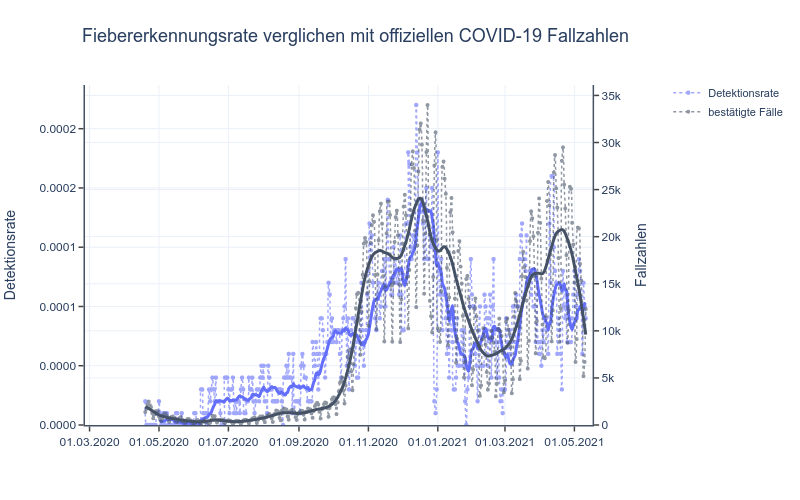 Fiebererkennungsrate verglichen mit offiziellen COVID-19 Fallzahlen
Detektionsrate
bestätigte Fälle
35k
30k
25k
20k
15k
10k
5k
0
0.0002
0.0002
0.0001
0.0001
0.0000
0.0000
Detektionsrate
Fallzahlen
01.03.2020
01.05.2020
01.07.2020
01.09.2020
01.11.2020
01.01.2021
01.03.2021
01.05.2021